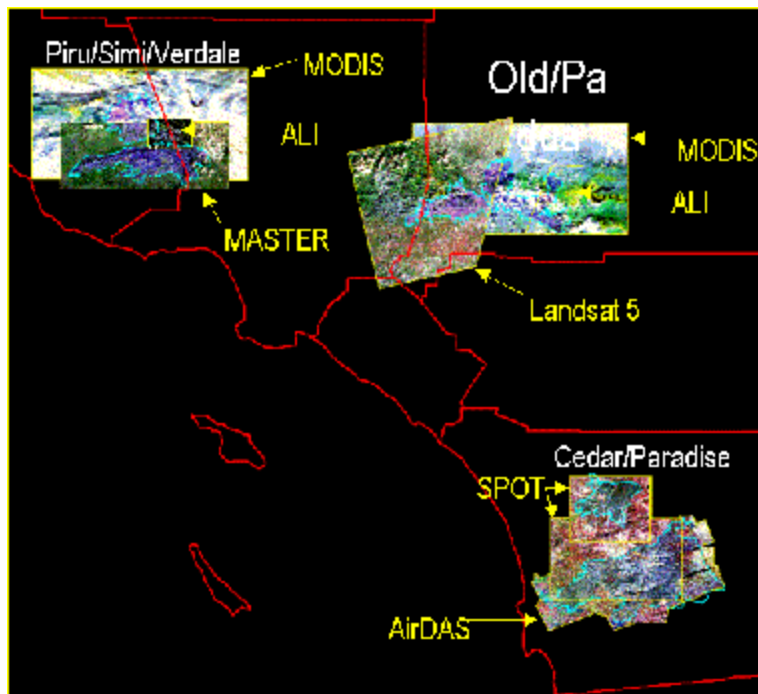 Piru/Simi/Verdale
MODIS
ALI
MASTER
Old/Pa
MODIS
ALI
Landsat 5
Cedar/Paradise
SPOT
AirDAS